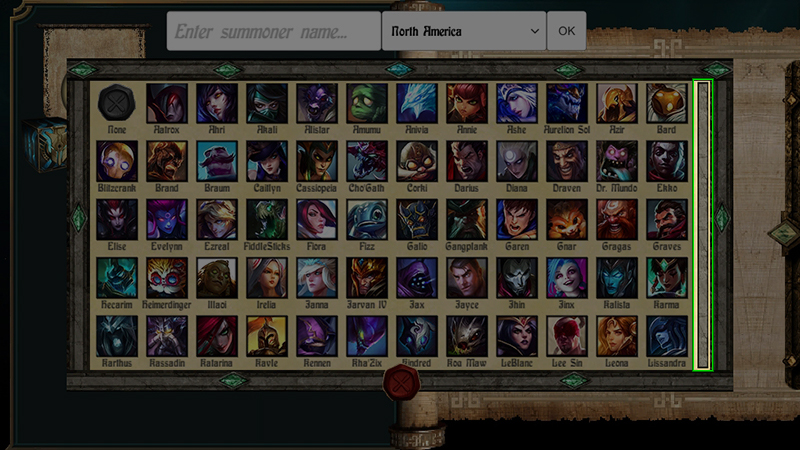 Enter summoner name...
North America
OK
None Aatrox Ahri Akali Alistar Amumu Anivia Annie Ashe Aurelion Sol Azir Bard
Blitzcrank Brand Braum Caitlyn Cassiopeia Cho'Gath Corki Darius Diana Draven Dr. Mundo Ekko
Elise Evelynn Ezreal FiddleSticks Fiora Fizz Galio Gangplank Garen Gnar Gragas Graves
Hecarim Heimerdinger Illaoi Irelia Janna Jarvan IV Jax Jayce Jhin Jinx Kalista Karma
Karthus Kassadin Katarina Kayle Kennen Kha'Zix Kindred Kog Maw LeBlanc Lee Sin Leona Lissandra